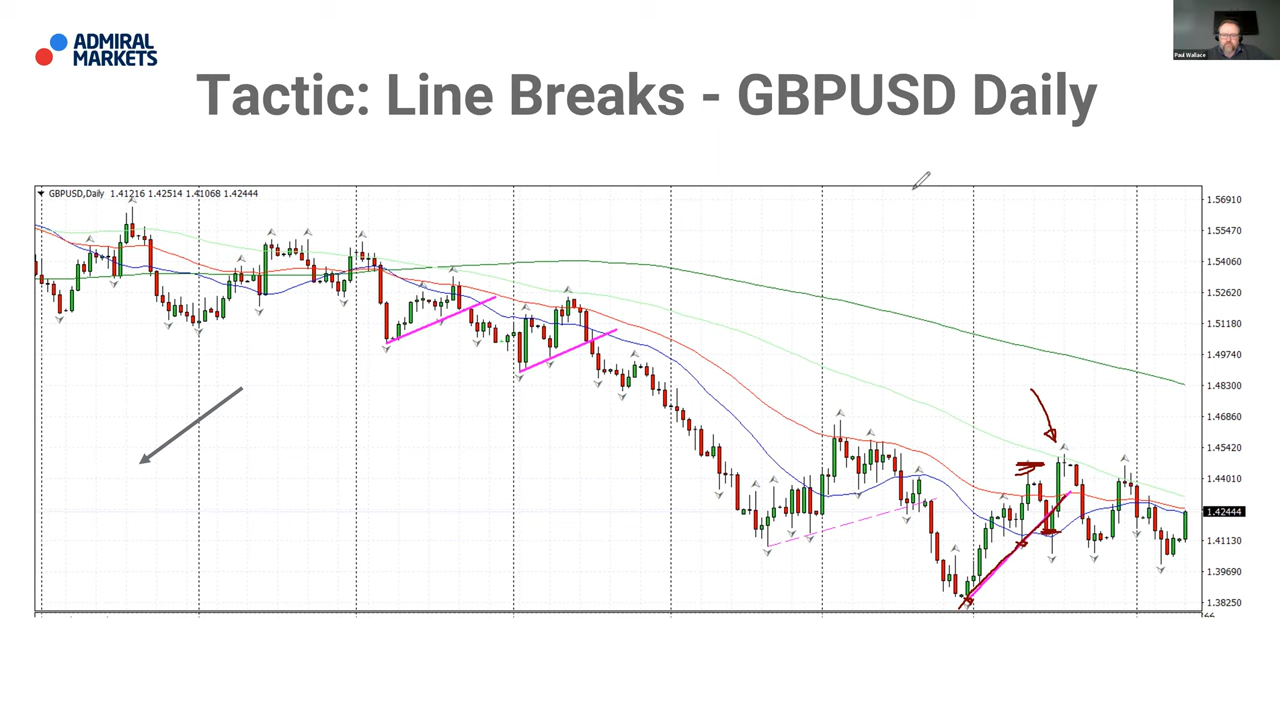 ADMIRAL
MARKETS
Paul Wallace
Tactic: Line Breaks - GBPUSD Daily
GBPUSD,Daily 1.41216 1.42514 1.41068 1.42444
1.56910
1.55470
1.54060
1.52620
1.51180
1.49740
1.48300
1.46860
1.45420
1.44010
1.42444
1.41130
1.39690
1.38250